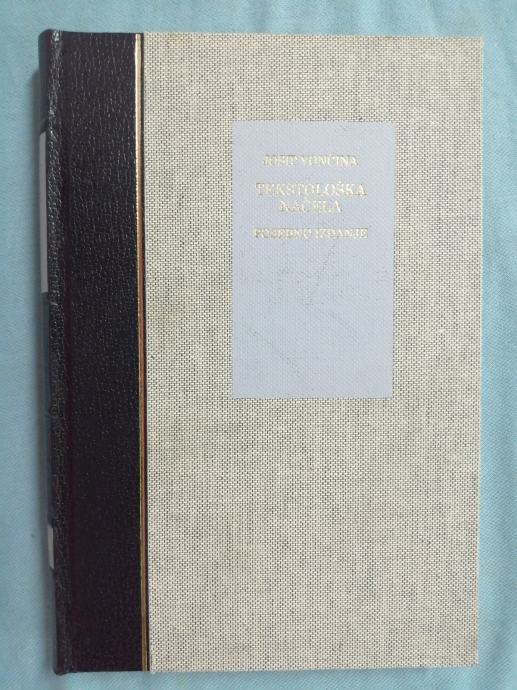 JOSIP VONČINA
TEKSTOLOŠKA
NAČELA
POSEBNO IZDANJE